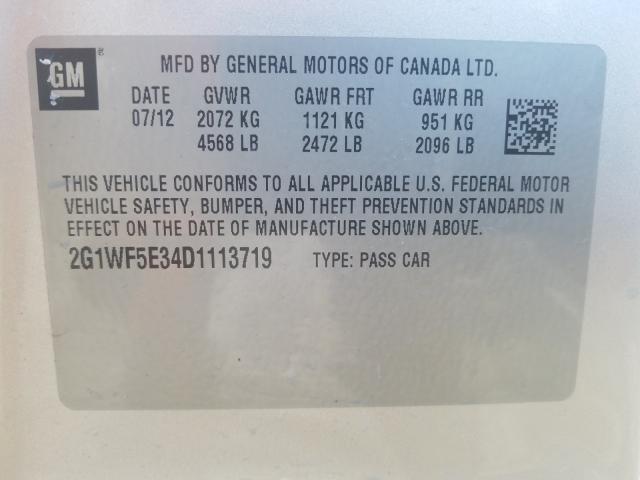 GM
MFD BY GENERAL MOTORS OF CANADA LTD.
DATE GVWR GAWR FRT GAWR RR
07/12 2072 KG 1121 KG 951 KG
4568 LB 2472 LB 2096 LB
THIS VEHICLE CONFORMS TO ALL APPLICABLE U.S. FEDERAL MOTOR
VEHICLE SAFETY, BUMPER, AND THEFT PREVENTION STANDARDS IN
EFFECT ON THE DATE OF MANUFACTURE SHOWN ABOVE.
2G1WF5E34D1113719 TYPE: PASS CAR